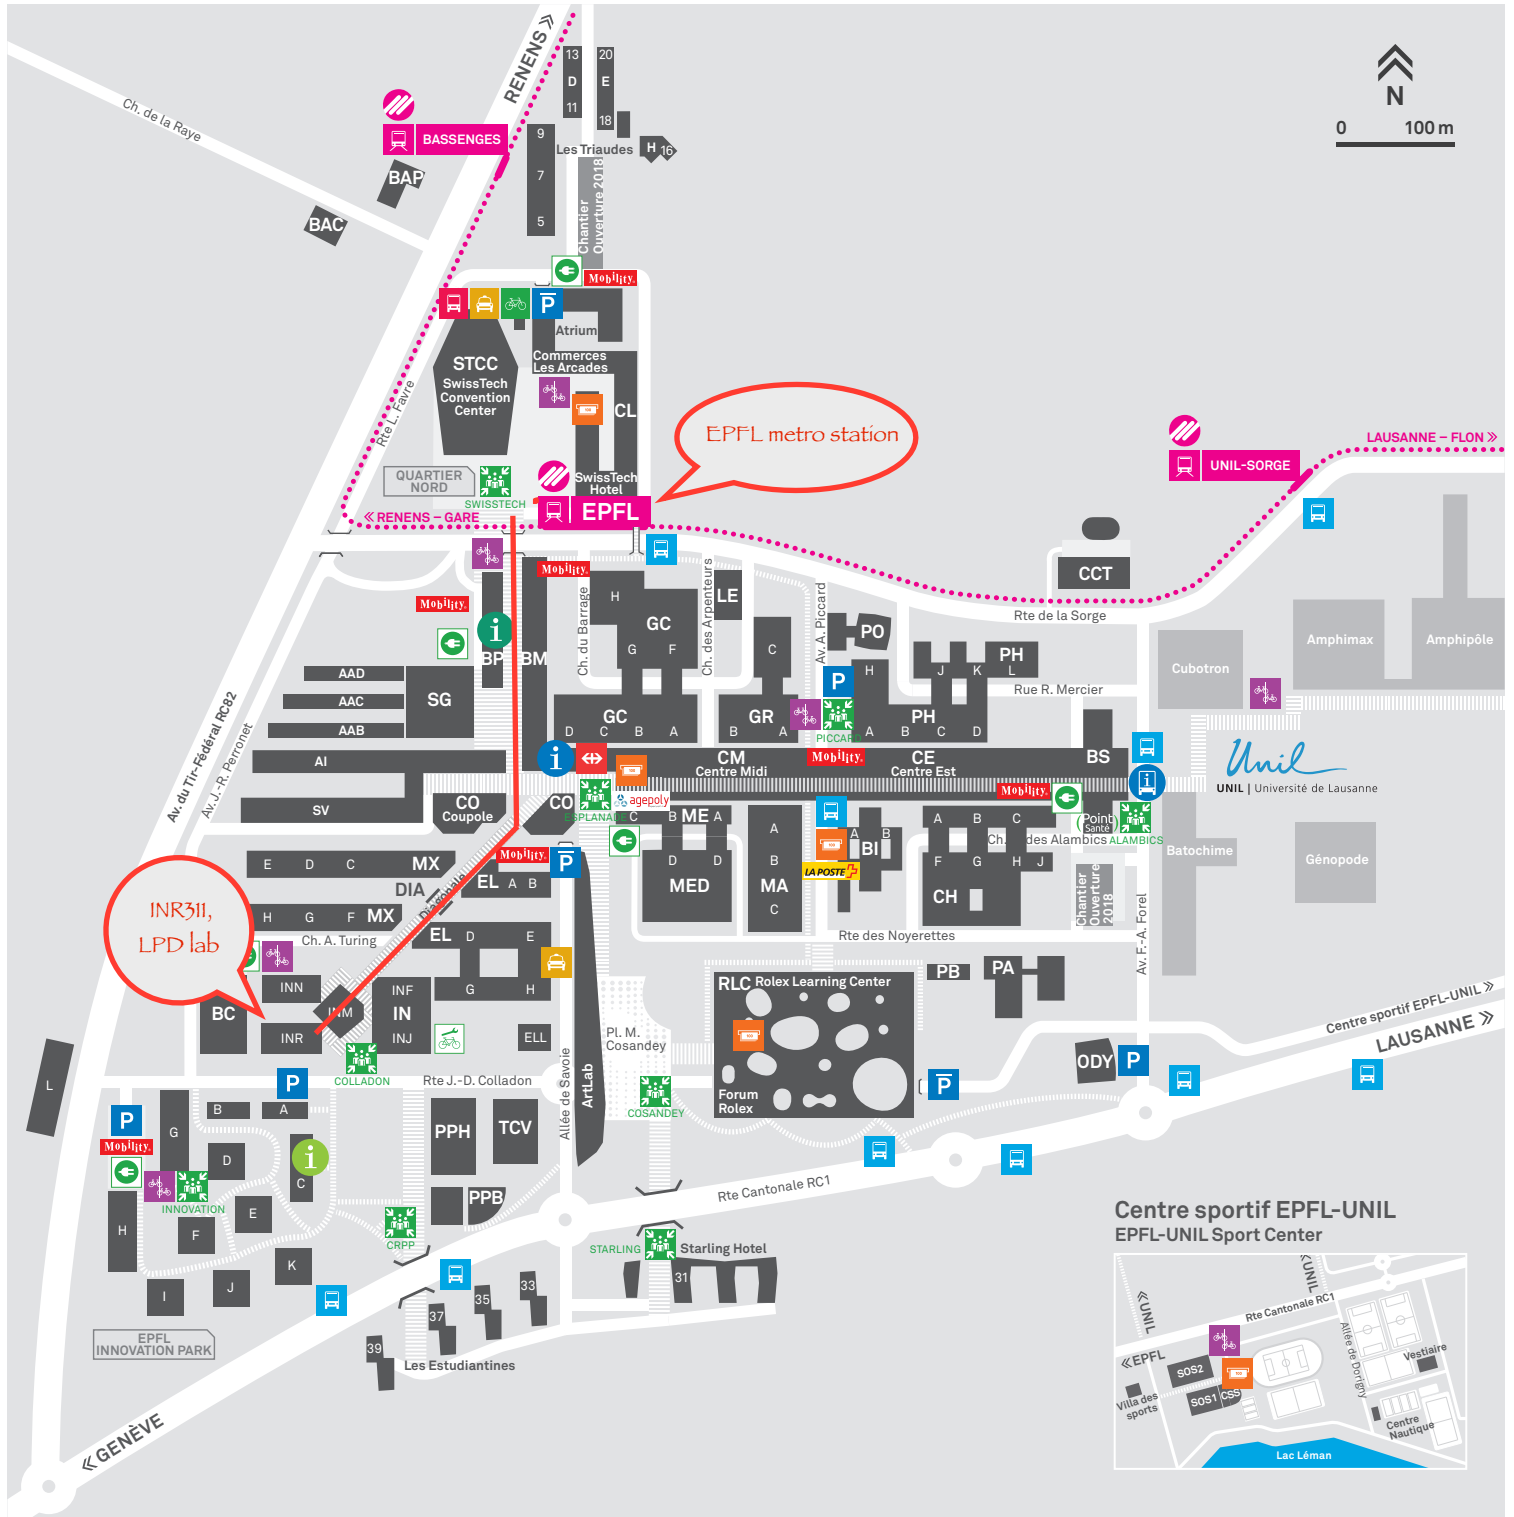 RENENS
13
D
11
20
E
18
N
0 100 m
Ch. de la Raye
BASSENGES
BAP
BAC
9
7
5
Les Triaudes
H 16
Chantier
Ouverture 2018
Mobility
P
Atrium
STCC
SwissTech
Convention
Center
Commerces
Les Arcades
CL
Rte L. Favre
EPFL metro station
LAUSANNE – FLON
UNIL-SORGE
QUARTIER
NORD
SWISSTECH
SwissTech
Hotel
EPFL
RENENS – GARE
CCT
Rte de la Sorge
Mobility
Mobility
i
BP
BM
Ch. du Barrage
H
GC
G F
Ch. des Arpenteurs
LE
C
Av. A. Piccard
PO
H
J K L
PH
Rue R. Mercier
Cubotron
Amphimax
Amphipôle
AAD
AAC
AAB
SG
AI
SV
Av. du Tir-Fédéral RC82
Av. J.-R. Perronet
GC
D C B A
GR
B A
P
PICCARD
PH
A B C D
i
CM
Centre Midi
Mobility
CE
Centre Est
BS
Unil
UNIL | Université de Lausanne
CO
Coupole
CO
ESPLANADE
agepoly
C B A
ME
D D
MED
A
B
MA
C
A B
BI
LA POSTE
Mobility
A B C
Ch. des Alambics
F G H J
CH
Point
Santé
ALAMBICS
Chantier
Ouverture
2018
Batochime
Génopode
Av. F.-A. Forel
E D C
MX
DIA
Diagonale
H G F
MX
Ch. A. Turing
Mobility
P
EL A B
EL D E
G H
INR311,
LPD lab
INN
BC
INM
INR
INF
IN
INJ
ELL
COLLADON
Rte des Noyerettes
PB
PA
RLC Rolex Learning Center
Forum
Rolex
Pl. M.
Cosandey
COSANDEY
ArtLab
Allée de Savoie
P
ODY
P
Centre sportif EPFL-UNIL
LAUSANNE
L
P
Rte J.-D. Colladon
P
Mobility
B A
G
D
i
C
INNOVATION
H
F
E
K
J
I
PPH
TCV
PPB
CRPP
Rte Cantonale RC1
STARLING
Starling Hotel
31
33
35
37
39
Les Estudiantines
EPFL
INNOVATION PARK
GENÈVE
Centre sportif EPFL-UNIL
EPFL-UNIL Sport Center
UNIL
UNIL
Rte Cantonale RC1
EPFL
SOS2
SOS1
CSS
Villa des
sports
Allée de Dorigny
Vestiaire
Centre
Nautique
Lac Léman